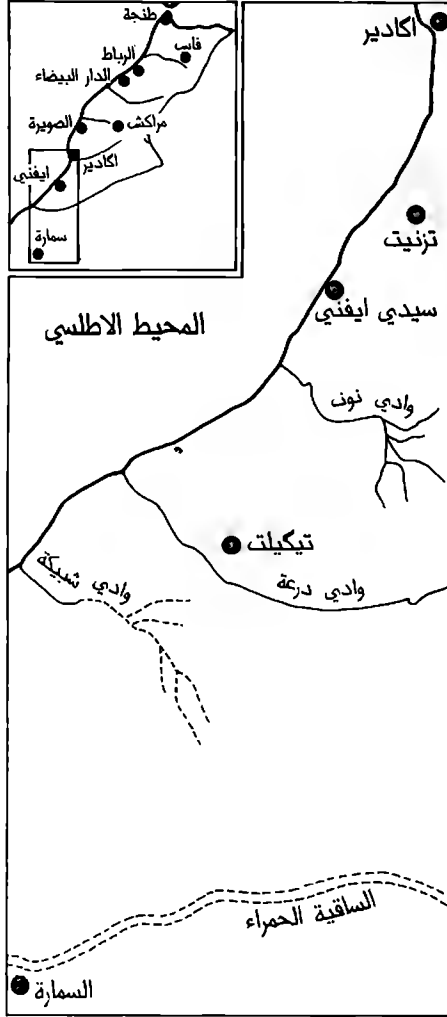 طنجة
فاس
الرباط
الدار البيضاء
الصويرة
مراكش
اكادير
ايفني
سمارة
اكادير
تزنيت
سيدي ايفني
المحيط الاطلسي
وادي نون
تيكيلت
وادي درعة
وادي شبيكة
الساقية الحمراء
السمارة